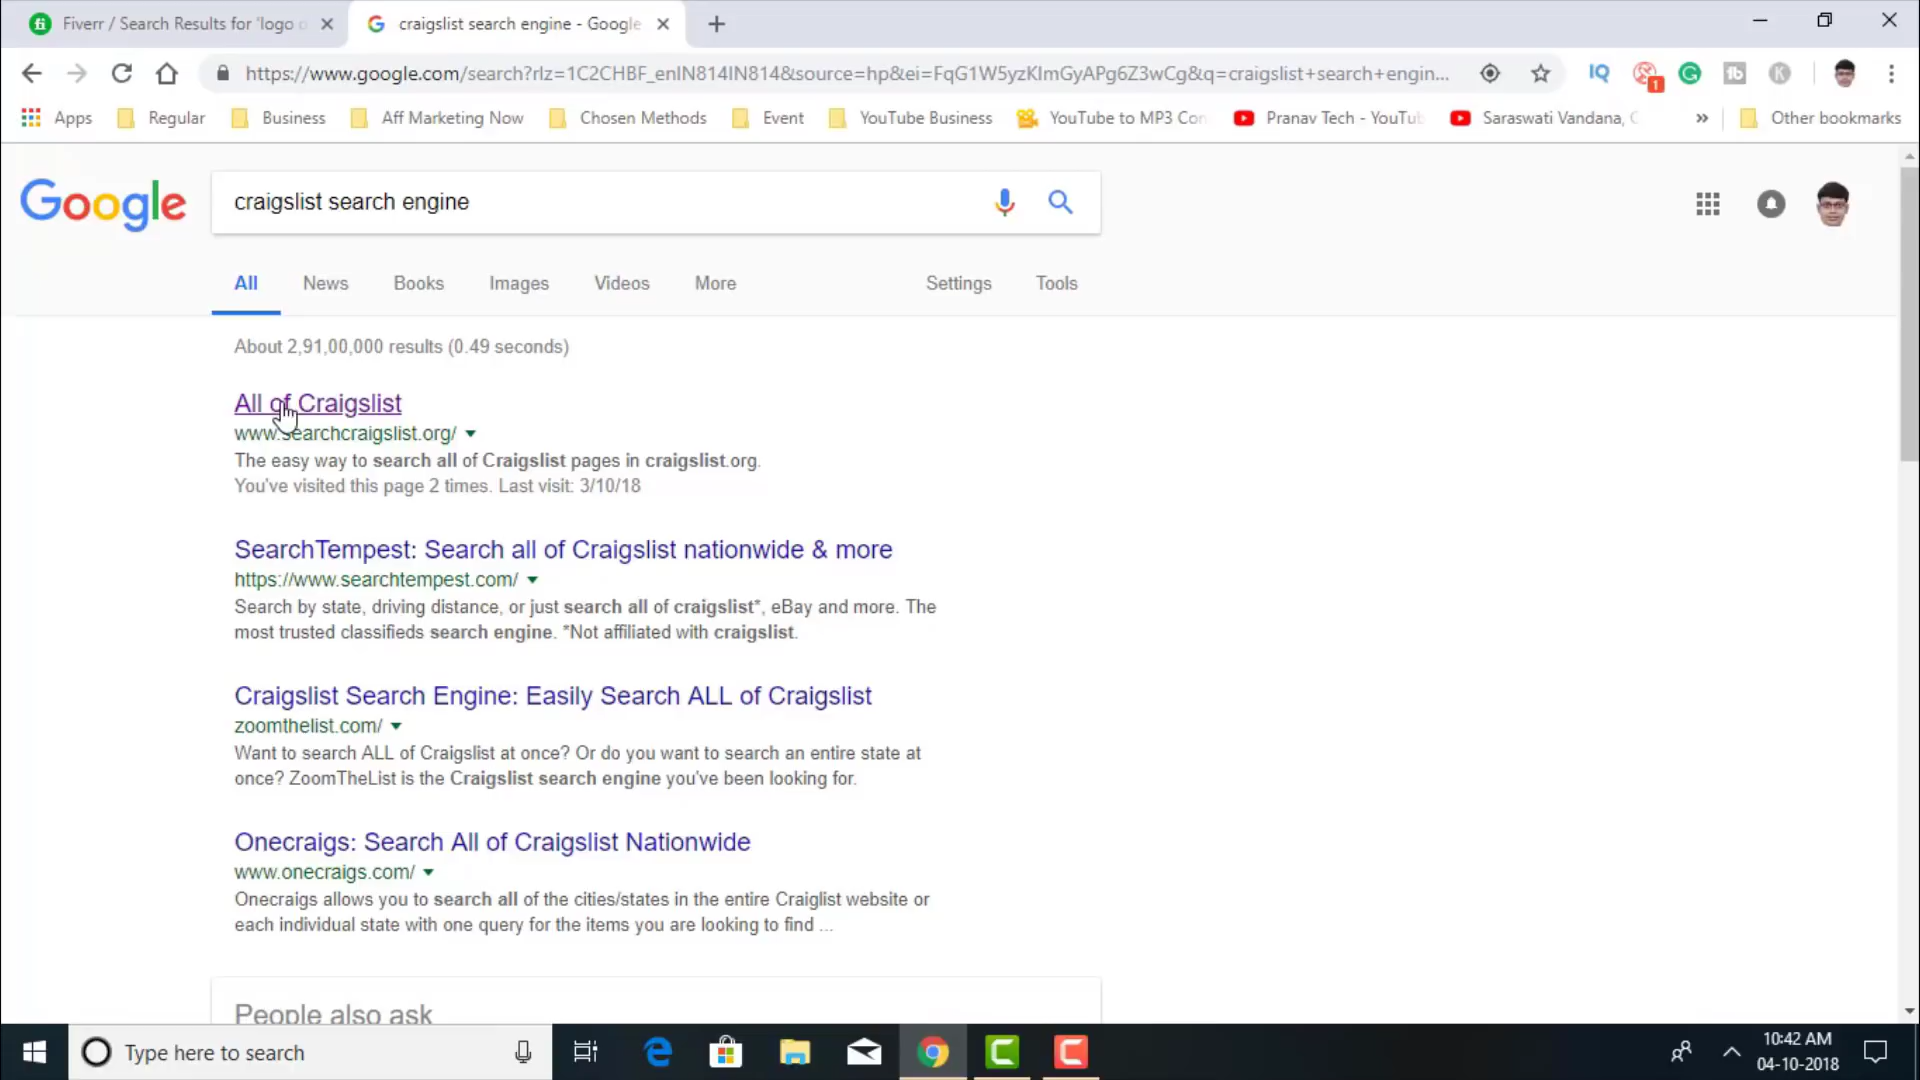 Fiverr / Search Results for 'logo
craigslist search engine - Google
https://www.google.com/search?rlz=1C2CHBF_enIN814IN814&source=hp&ei=FqG1W5yzKImGyAPg6Z3wCg&q=craigslist+search+engin...
IQ
1
Apps
Regular
Business
Aff Marketing Now
Chosen Methods
Event
YouTube Business
YouTube to MP3 Con
Pranav Tech - YouTub
Saraswati Vandana,
»
Other bookmarks
Google
craigslist search engine
All
News
Books
Images
Videos
More
Settings
Tools
About 2,91,00,000 results (0.49 seconds)
All of Craigslist
www.searchcraigslist.org/
The easy way to search all of Craigslist pages in craigslist.org.
You've visited this page 2 times. Last visit: 3/10/18
SearchTempest: Search all of Craigslist nationwide & more
https://www.searchtempest.com/
Search by state, driving distance, or just search all of craigslist*, eBay and more. The
most trusted classifieds search engine. *Not affiliated with craigslist.
Craigslist Search Engine: Easily Search ALL of Craigslist
zoomthelist.com/
Want to search ALL of Craigslist at once? Or do you want to search an entire state at
once? ZoomTheList is the Craigslist search engine you've been looking for.
Onecraigs: Search All of Craigslist Nationwide
www.onecraigs.com/
Onecraigs allows you to search all of the cities/states in the entire Craiglist website or
each individual state with one query for the items you are looking to find ...
People also ask
Type here to search
10:42 AM
04-10-2018